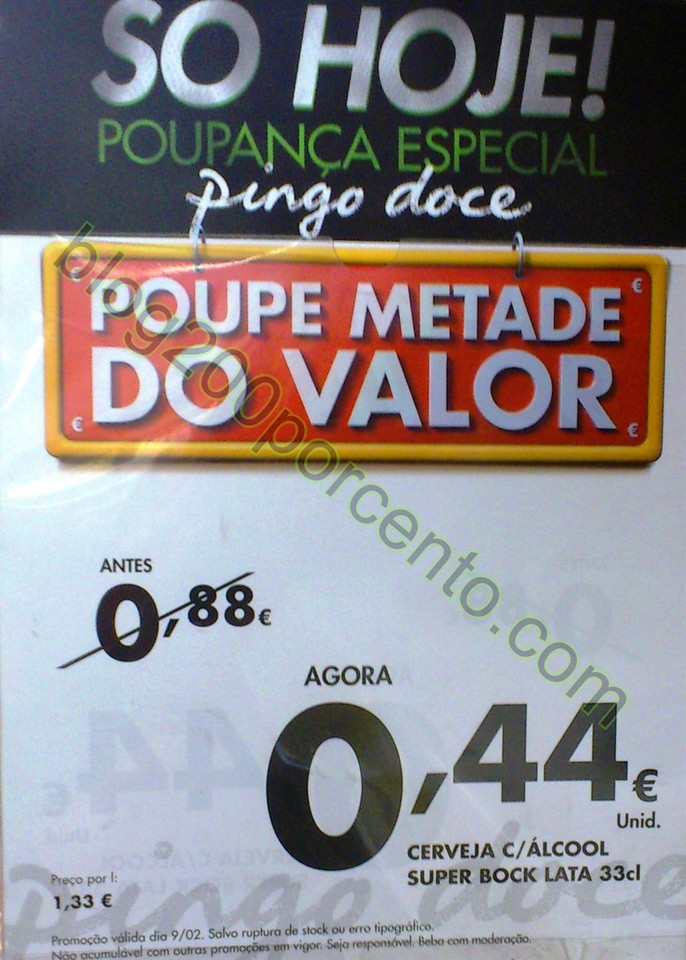 SO HOJE!
POUPANÇA ESPECIAL
pingo doce
POUPE METADE
DO VALOR
€
€
€
blog200porcento.com
ANTES
0,88€
AGORA
0,44€
Unid.
CERVEJA C/ÁLCOOL
SUPER BOCK LATA 33cl
Preço por l:
1,33 €
pingo doce
Promoção válida dia 9/02. Salvo ruptura de stock ou erro tipográfico.
Não acumulável com outras promoções em vigor. Seja responsável. Beba com moderação.